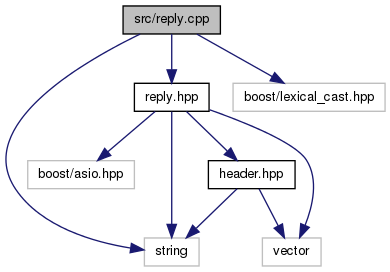 src/reply.cpp
reply.hpp
boost/lexical_cast.hpp
boost/asio.hpp
header.hpp
string
vector